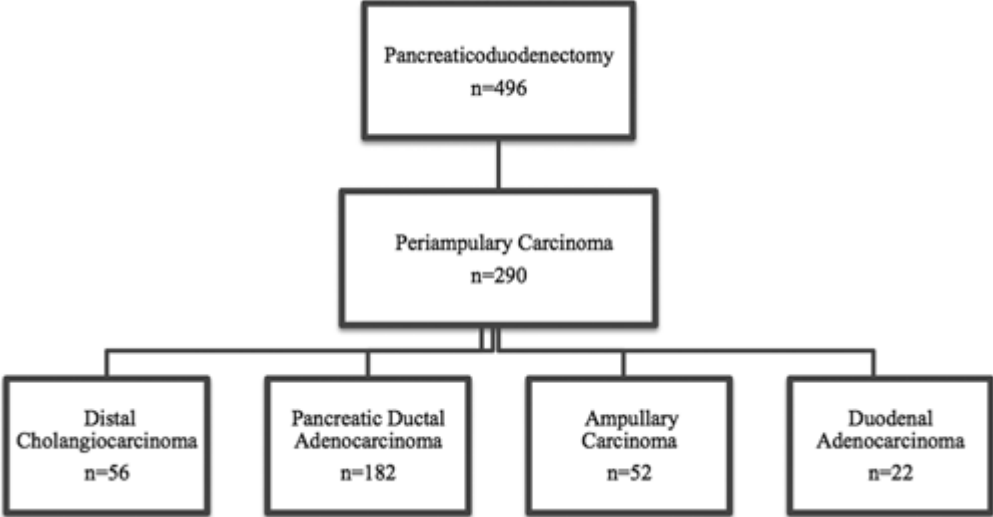 Pancreaticoduodenectomy
n=496
Periampulary Carcinoma
n=290
Distal
Cholangiocarcinoma
n=56
Pancreatic Ductal
Adenocarcinoma
n=182
Ampullary
Carcinoma
n=52
Duodenal
Adenocarcinoma
n=22